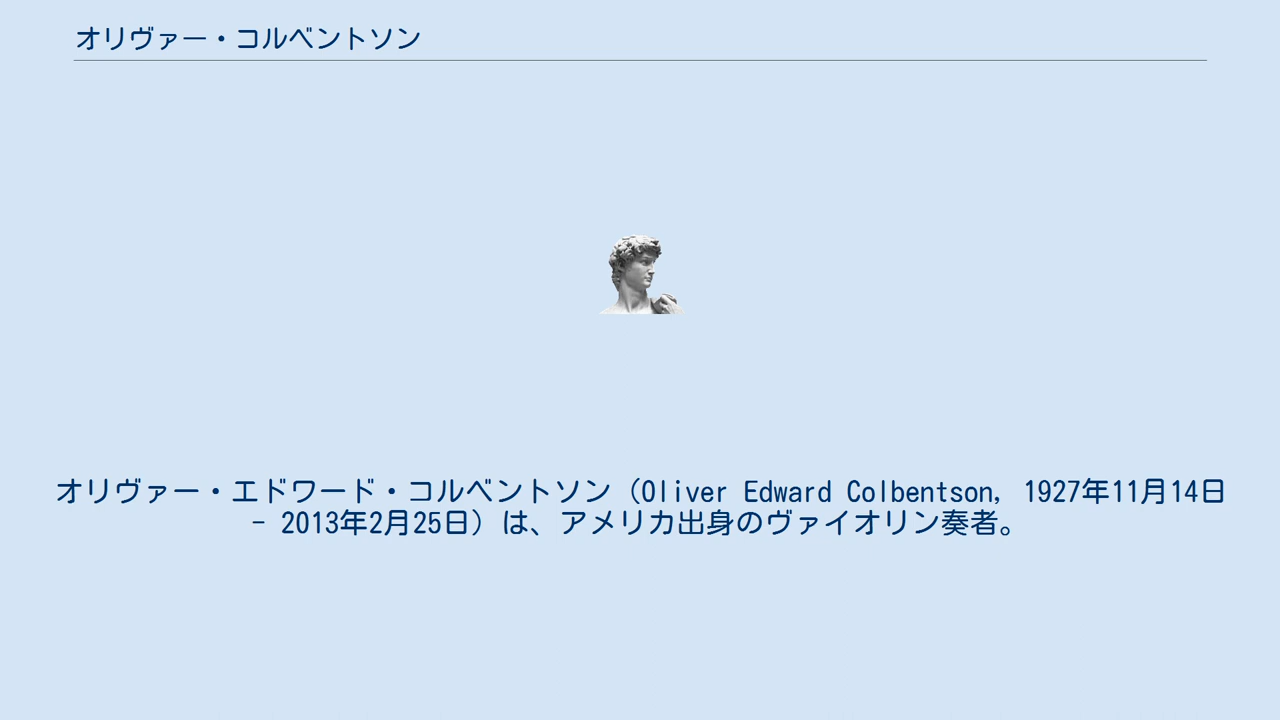 オリヴァー・コルベントソン
オリヴァー・エドワード・コルベントソン（Oliver Edward Colbentson, 1927年11月14日
- 2013年2月25日）は、アメリカ出身のヴァイオリン奏者。